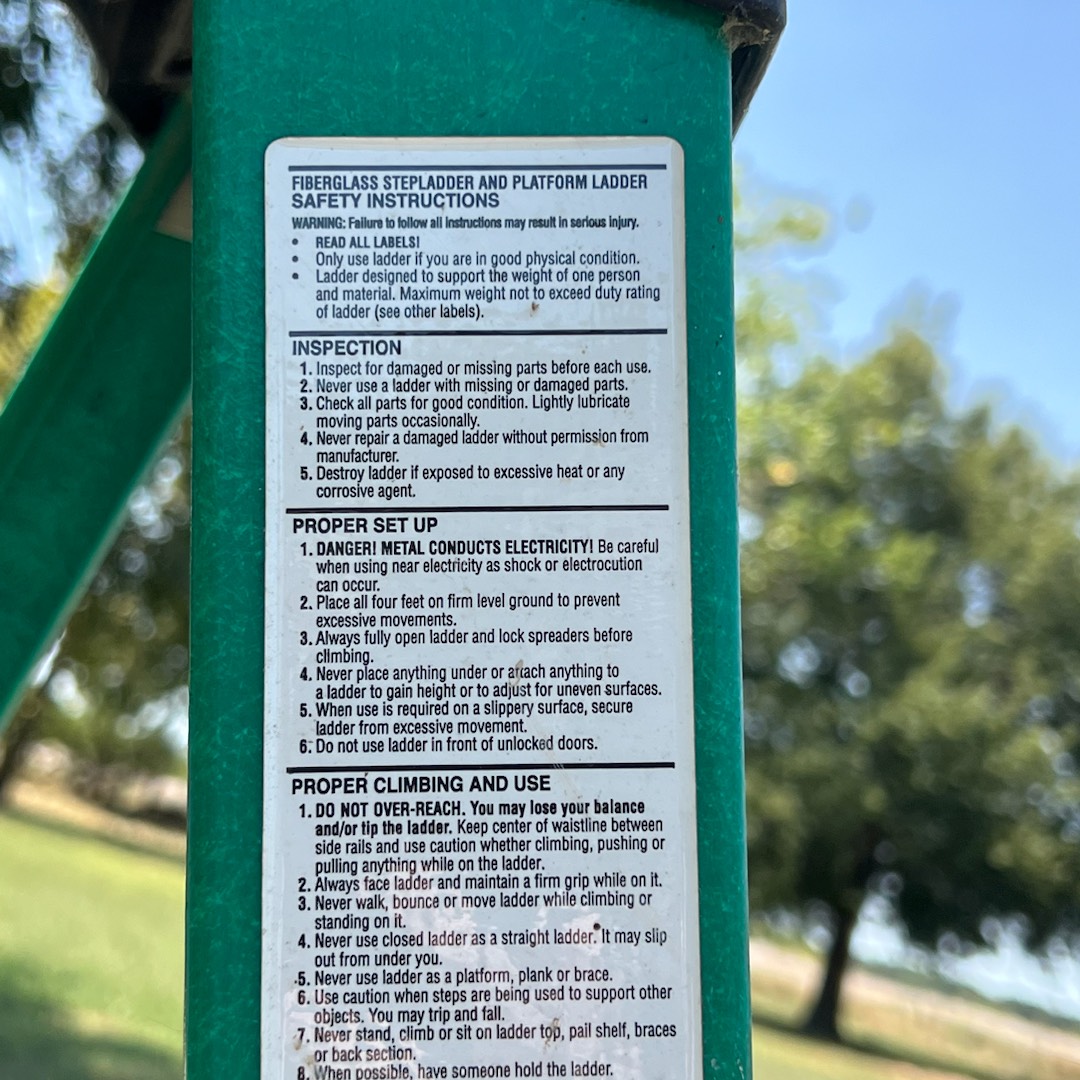 FIBERGLASS STEPLADDER AND PLATFORM LADDER
SAFETY INSTRUCTIONS
WARNING: Failure to follow all instructions may result in serious injury.
• READ ALL LABELS!
• Only use ladder if you are in good physical condition.
• Ladder designed to support the weight of one person
and material. Maximum weight not to exceed duty rating
of ladder (see other labels).
INSPECTION
1. Inspect for damaged or missing parts before each use.
2. Never use a ladder with missing or damaged parts.
3. Check all parts for good condition. Lightly lubricate
moving parts occasionally.
4. Never repair a damaged ladder without permission from
manufacturer.
5. Destroy ladder if exposed to excessive heat or any
corrosive agent.
PROPER SET UP
1. DANGER! METAL CONDUCTS ELECTRICITY! Be careful
when using near electricity as shock or electrocution
can occur.
2. Place all four feet on firm level ground to prevent
excessive movements.
3. Always fully open ladder and lock spreaders before
climbing.
4. Never place anything under or attach anything to
a ladder to gain height or to adjust for uneven surfaces.
5. When use is required on a slippery surface, secure
ladder from excessive movement.
6. Do not use ladder in front of unlocked doors.
PROPER CLIMBING AND USE
1. DO NOT OVER-REACH. You may lose your balance
and/or tip the ladder. Keep center of waistline between
side rails and use caution whether climbing, pushing or
pulling anything while on the ladder.
2. Always face ladder and maintain a firm grip while on it.
3. Never walk, bounce or move ladder while climbing or
standing on it.
4. Never use closed ladder as a straight ladder. It may slip
out from under you.
5. Never use ladder as a platform, plank or brace.
6. Use caution when steps are being used to support other
objects. You may trip and fall.
7. Never stand, climb or sit on ladder top, pail shelf, braces
or back section.
8. When possible, have someone hold the ladder.